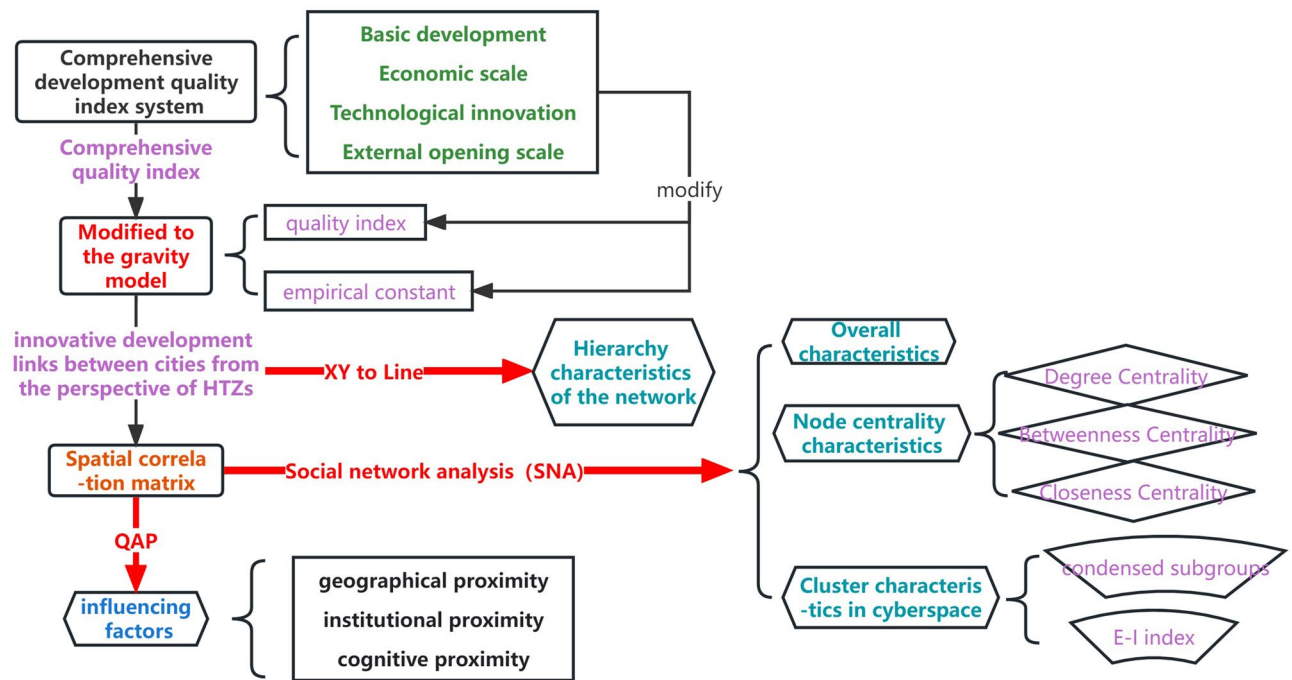 Comprehensive
development quality
index system
Basic development
Economic scale
Technological innovation
External opening scale
Comprehensive
quality index
modify
Modified to
the gravity
model
quality index
empirical constant
innovative development
links between cities from
the perspective of HTZs
XY to Line
Hierarchy
characteristics
of the network
Overall
characteristics
Node centrality
characteristics
Degree Centrality
Betweenness Centrality
Closeness Centrality
Spatial correla
-tion matrix
Social network analysis (SNA)
QAP
Cluster characteris
-tics in cyberspace
condensed subgroups
E-I index
influencing
factors
geographical proximity
institutional proximity
cognitive proximity